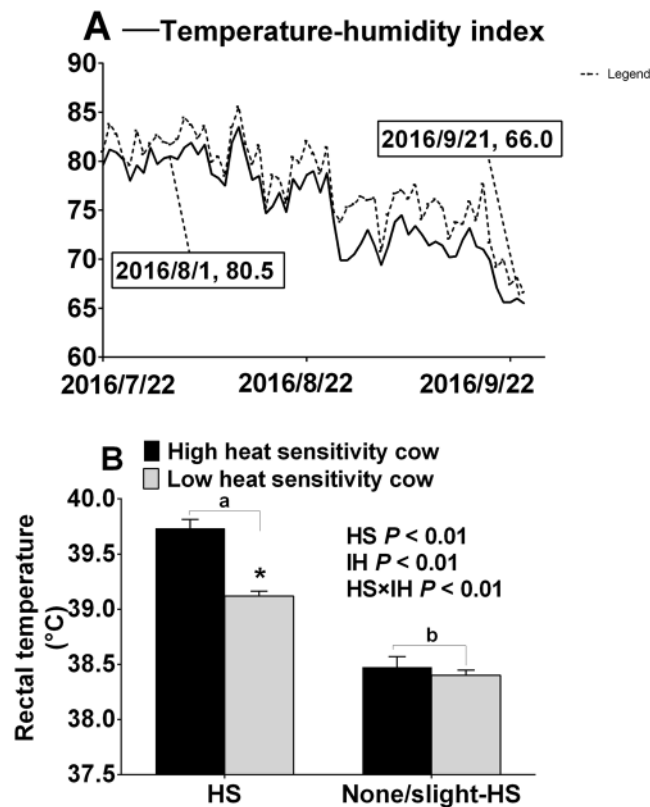 A
Temperature-humidity index
Legend
90
85
80
75
70
65
60
2016/9/21, 66.0
2016/8/1, 80.5
2016/7/22
2016/8/22
2016/9/22
B
High heat sensitivity cow
Low heat sensitivity cow
Rectal temperature
(°C)
40.0
39.5
39.0
38.5
38.0
37.5
a
*
HS P < 0.01
IH P < 0.01
HS×IH P < 0.01
b
HS
None/slight-HS